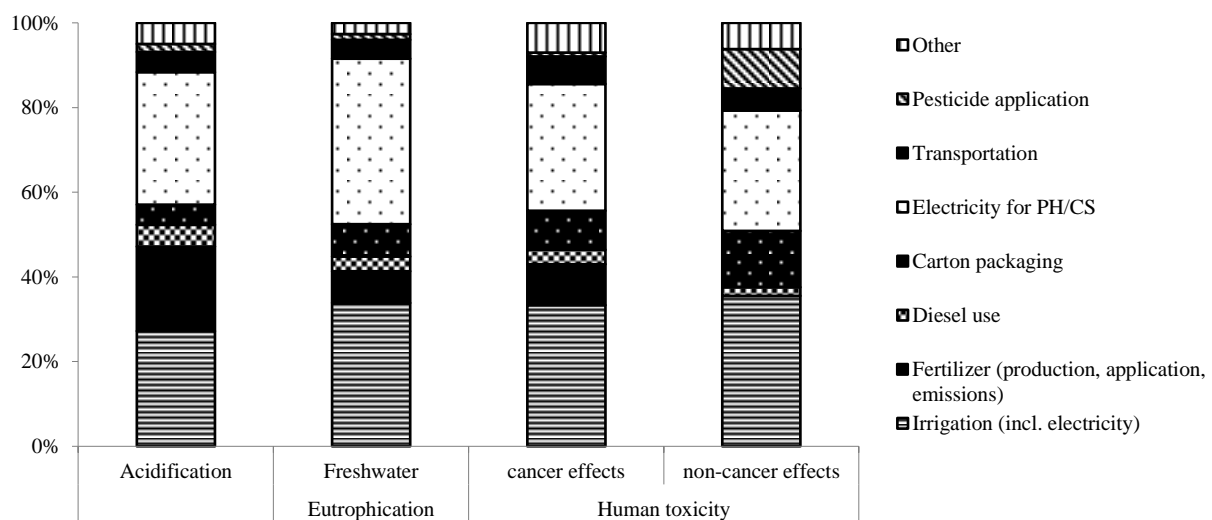 100%
80%
60%
40%
20%
0%
Acidification
Freshwater
cancer effects
non-cancer effects
Eutrophication
Human toxicity
Other
Pesticide application
Transportation
Electricity for PH/CS
Carton packaging
Diesel use
Fertilizer (production, application,
emissions)
Irrigation (incl. electricity)